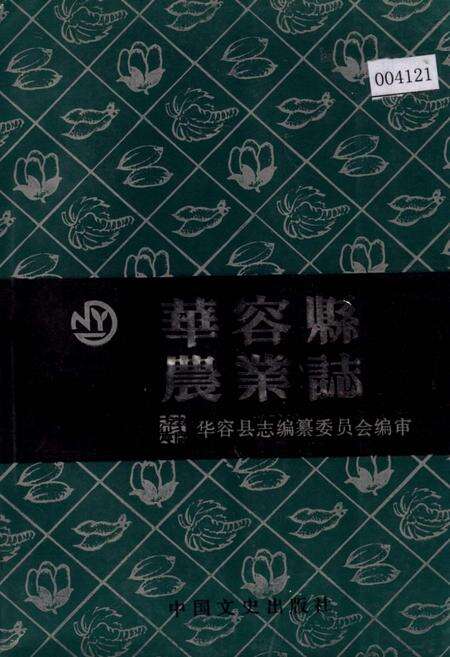 004121
NY
華容縣
農業誌
华容县志编纂委员会编审
中国文史出版社